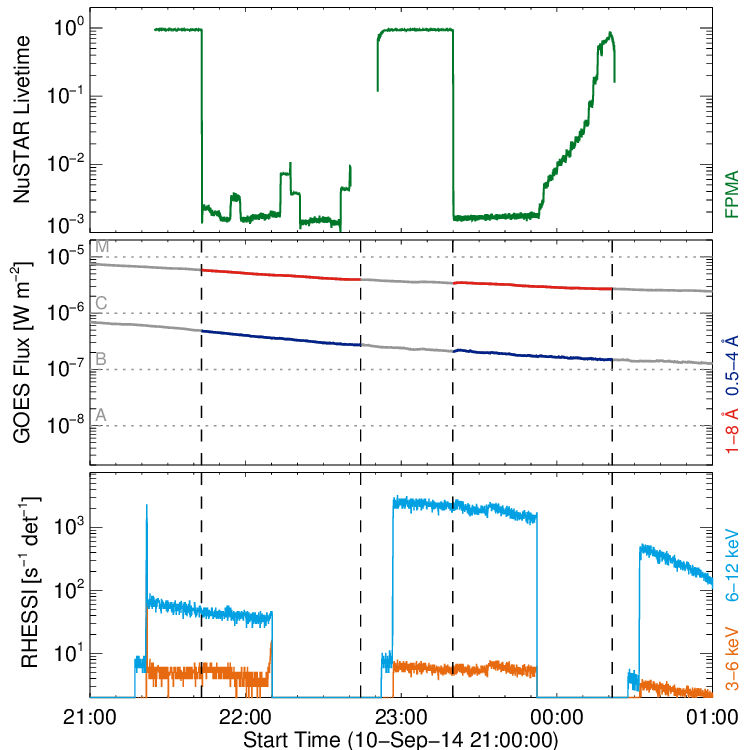 NuSTAR Livetime
10^0
10^-1
10^-2
10^-3
FPMA
GOES Flux [W m^-2]
10^-5
10^-6
10^-7
10^-8
M
C
B
A
1−8 Å 0.5−4 Å
RHESSI [s^-1 det^-1]
10^3
10^2
10^1
3−6 keV 6−12 keV
21:00 22:00 23:00 00:00 01:00
Start Time (10−Sep−14 21:00:00)